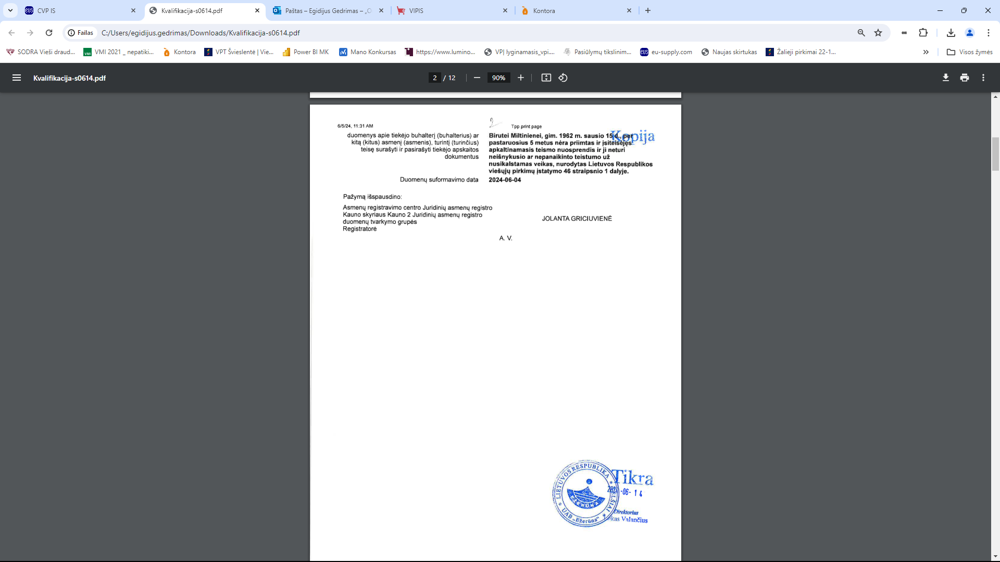 CVP IS
Kvalifikacija-s0614.pdf
Paštas – Egidijus Gedrimas – „O
VIPIS
Kontora
Failas
C:/Users/egidijus.gedrimas/Downloads/Kvalifikacija-s0614.pdf
SODRA Vieši draud...
VMI 2021 _ nepatiki...
Kontora
VPT Švieslentė | Vie...
Power BI MK
Mano Konkursas
https://www.lumino...
VPĮ lyginamasis_vpi....
Pasiūlymų tikslinim...
eu-supply.com
Naujas skirtukas
Žalieji pirkimai 22-1...
Visos žymės
Kvalifikacija-s0614.pdf
2 / 12
90%
2
6/5/24, 11:31 AM
Tpp print page
Kopija
duomenys apie tiekėjo buhalterį (buhalterius) ar
kitą (kitus) asmenį (asmenis), turintį (turinčius)
teisę surašyti ir pasirašyti tiekėjo apskaitos
dokumentus
Birutei Miltinienei, gim. 1962 m. sausio 15 d., per
pastaruosius 5 metus nėra priimtas ir įsiteisėjęs
apkaltinamasis teismo nuosprendis ir ji neturi
neišnykusio ar nepanaikinto teistumo už
nusikalstamas veikas, nurodytas Lietuvos Respublikos
viešųjų pirkimų įstatymo 46 straipsnio 1 dalyje.
Duomenų suformavimo data
2024-06-04
Pažymą išspausdino:
Asmenų registravimo centro Juridinių asmenų registro
Kauno skyriaus Kauno 2 Juridinių asmenų registro
duomenų tvarkymo grupės
Registratorė
JOLANTA GRICIUVIENĖ
A. V.
LIETUVOS RESPUBLIKA
EŽERŪNA
UAB „Ežerūna“
Tikra
2024 -06- 14
Direktorius
Valančius